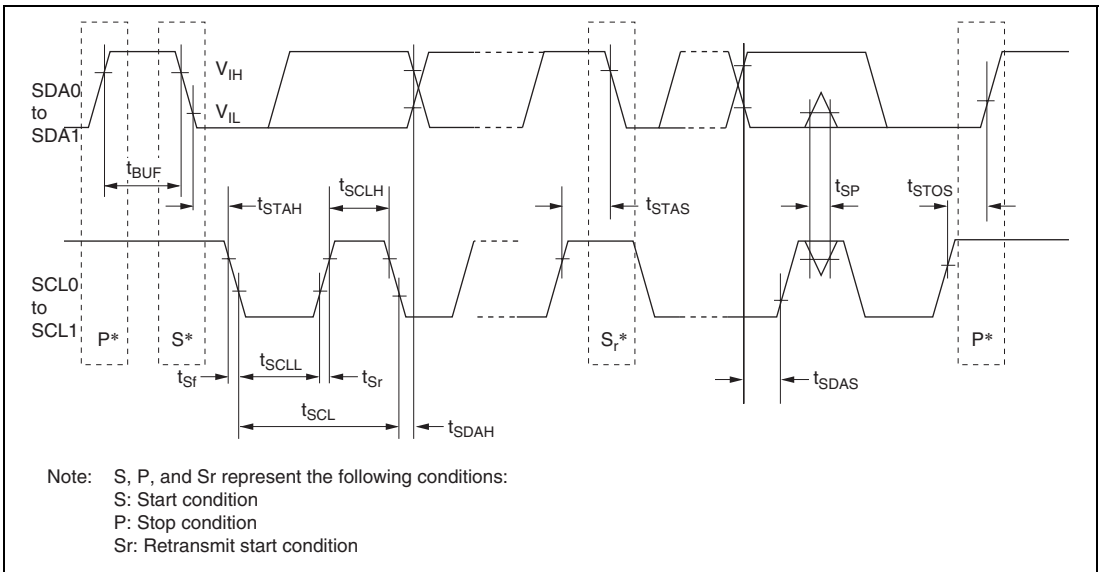 SDA0
to
SDA1
V_IH
V_IL
t_BUF
t_STAH
t_SCLH
t_STAS
t_SP
t_STOS
SCL0
to
SCL1
P*
S*
S_r*
P*
t_Sf
t_SCLL
t_Sr
t_SCL
t_SDAH
t_SDAS
Note: S, P, and Sr represent the following conditions:
S: Start condition
P: Stop condition
Sr: Retransmit start condition